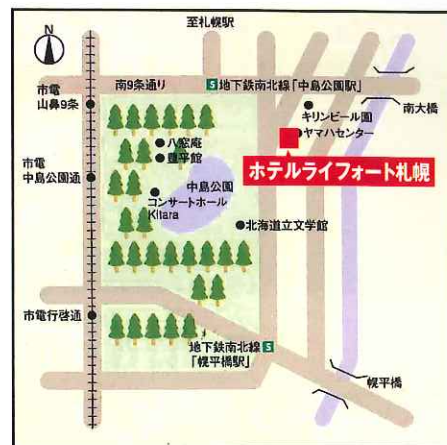 至札幌駅
N
南9条通り
S 地下鉄南北線「中島公園駅」
市電
山鼻9条
キリンビール園
南大橋
ヤマハセンター
八窓庵
豊平館
ホテルライフォート札幌
市電
中島公園通
中島公園
コンサートホール
Kitara
北海道立文学館
市電行啓通
地下鉄南北線 S
「幌平橋駅」
幌平橋